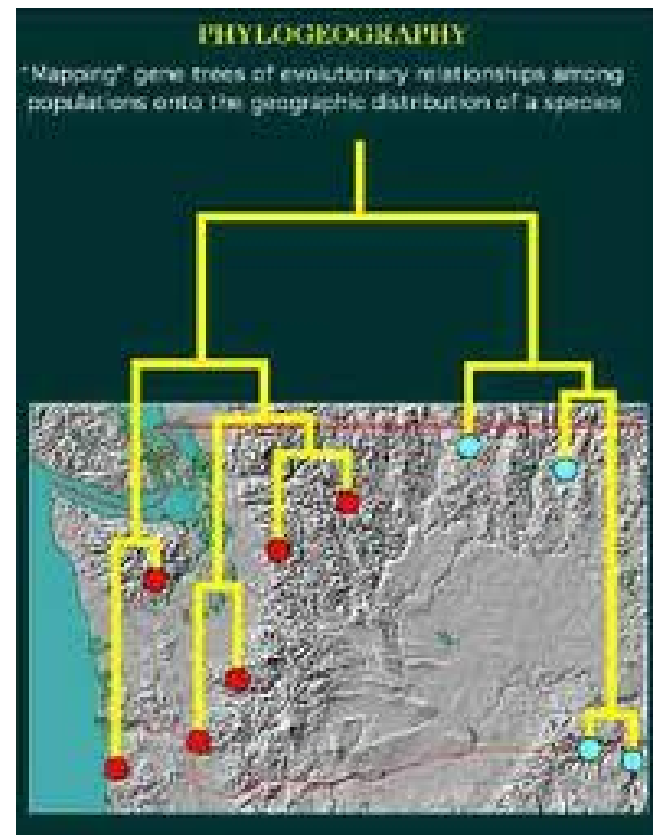 PHYLOGEOGRAPHY
"Mapping" gene trees of evolutionary relationships among
populations onto the geographic distribution of a species